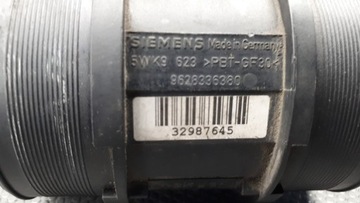 SIEMENS Made in Germany
5WK9 623 >PBT-GF30<
9628336380
32987645